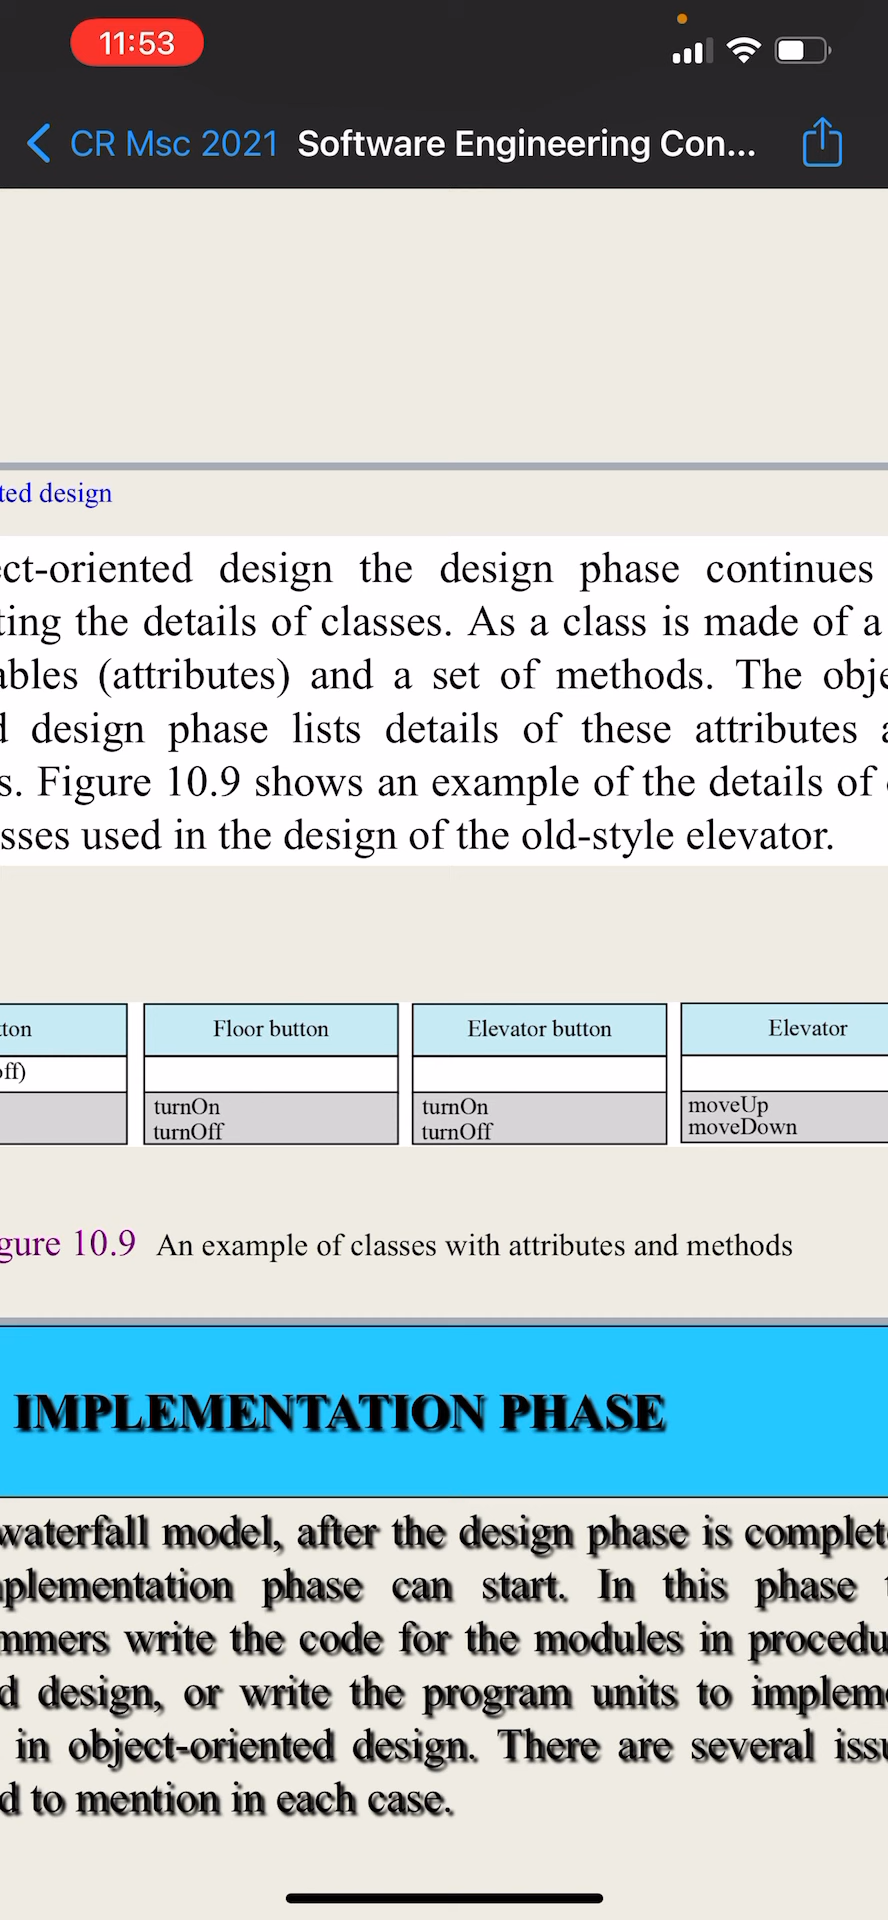 11:53
CR Msc 2021 Software Engineering Con...
ted design
ct-oriented design the design phase continues
ting the details of classes. As a class is made of a
ables (attributes) and a set of methods. The obje
d design phase lists details of these attributes a
s. Figure 10.9 shows an example of the details of
sses used in the design of the old-style elevator.
ton Floor button Elevator button Elevator
off)
turnOn turnOn moveUp
turnOff turnOff moveDown
gure 10.9 An example of classes with attributes and methods
IMPLEMENTATION PHASE
waterfall model, after the design phase is complete
plementation phase can start. In this phase t
mmers write the code for the modules in procedu
d design, or write the program units to impleme
in object-oriented design. There are several issu
d to mention in each case.